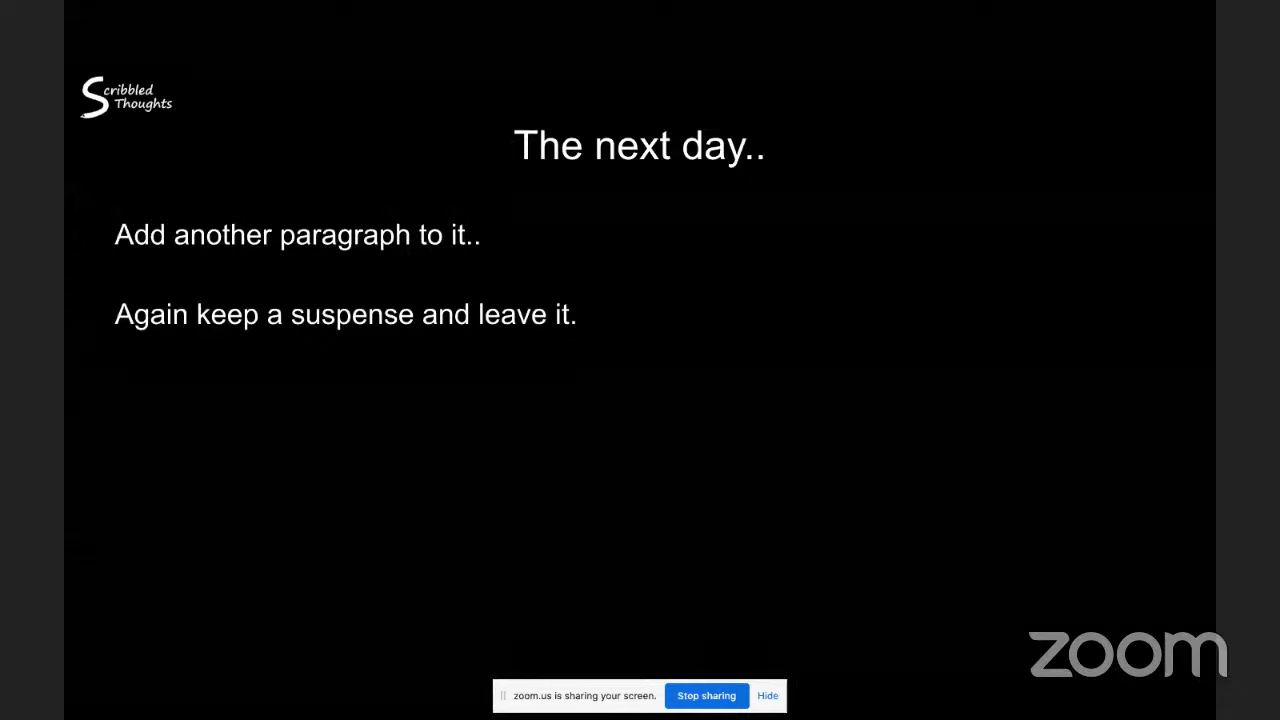 Scribbled
Thoughts
The next day..
Add another paragraph to it..
Again keep a suspense and leave it.
zoom
zoom.us is sharing your screen. Stop sharing Hide